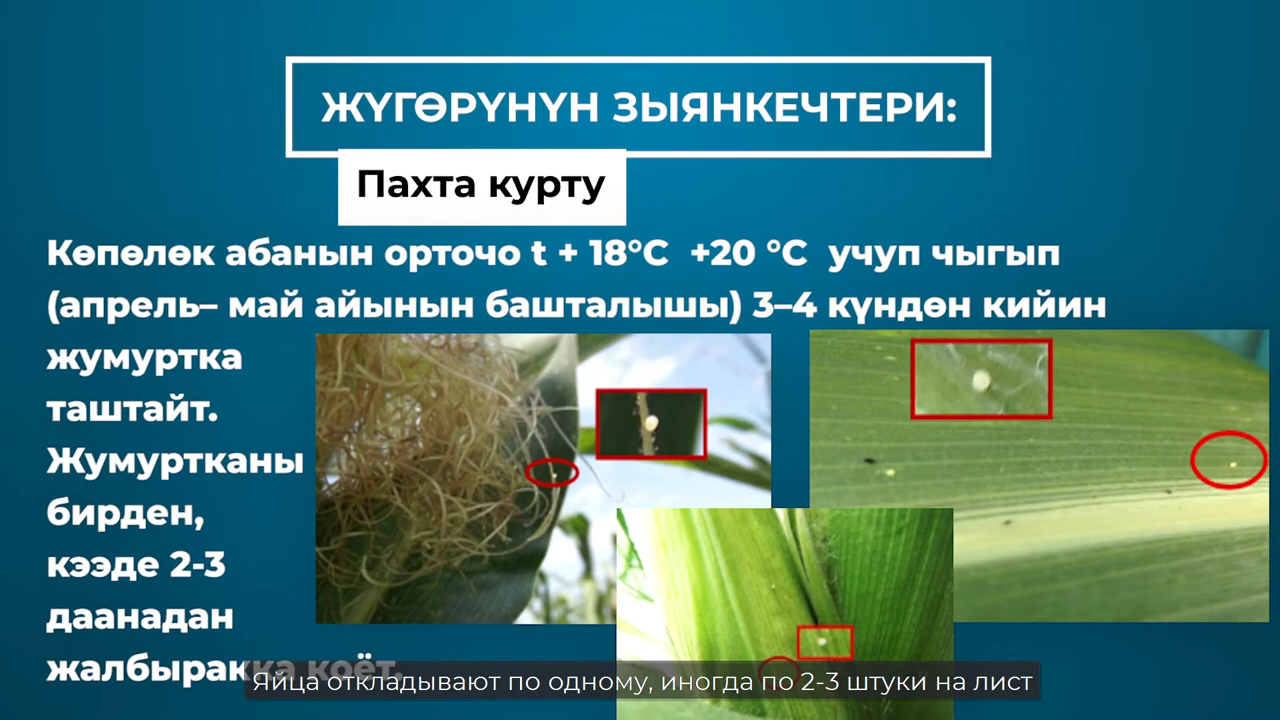 ЖҮГӨРҮНҮН ЗЫЯНКЕЧТЕРИ:
Пахта курту
Көпөлөк абанын орточо t + 18°C +20 °C учуп чыгып
(апрель– май айынын башталышы) 3–4 күндөн кийин
жумуртка
таштайт.
Жумуртканы
бирден,
кээде 2-3
даанадан
жалбыракка коёт.
Яйца откладывают по одному, иногда по 2-3 штуки на лист